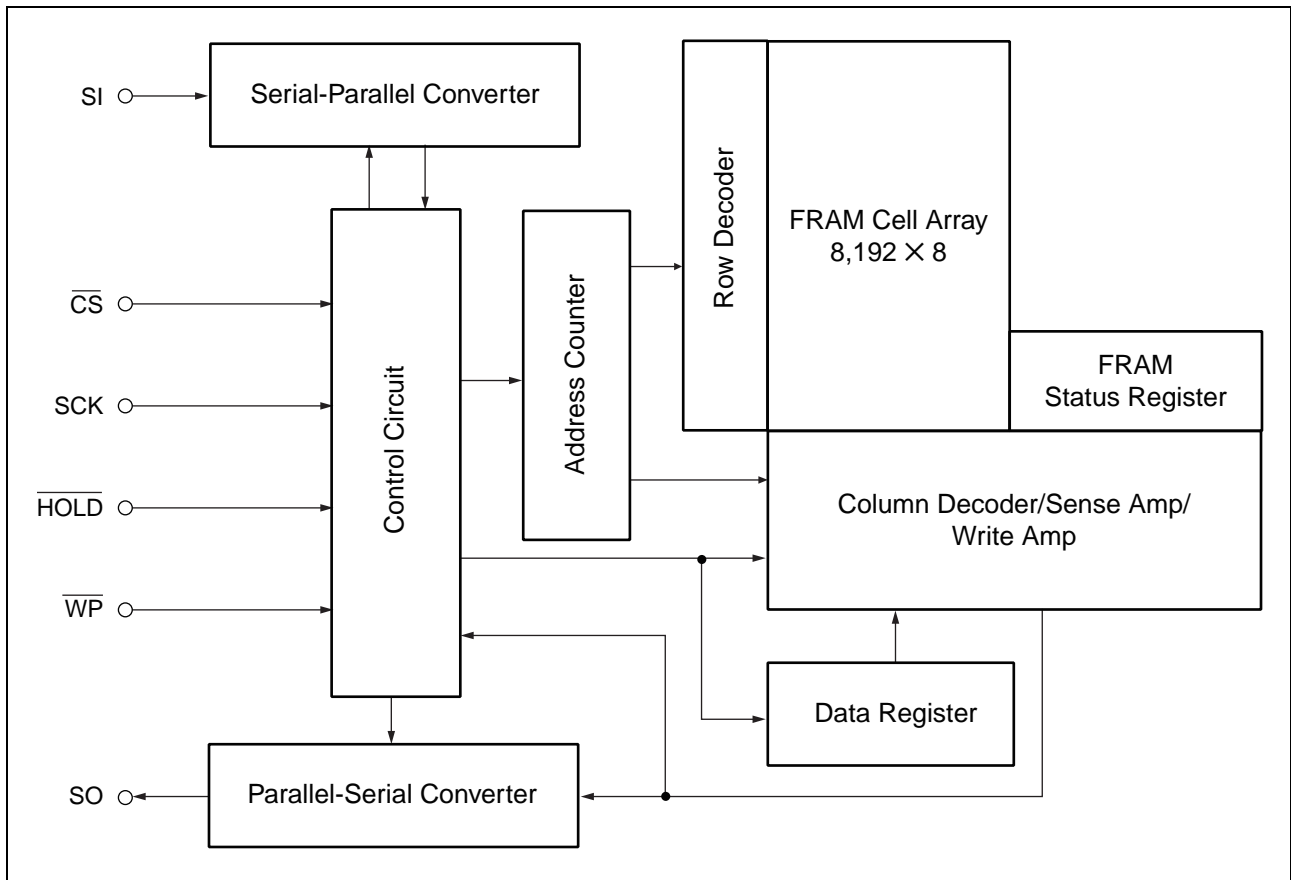 SI
Serial-Parallel Converter
CS
SCK
HOLD
WP
SO
Control Circuit
Address Counter
Row Decoder
FRAM Cell Array
8,192 × 8
FRAM
Status Register
Column Decoder/Sense Amp/
Write Amp
Data Register
Parallel-Serial Converter